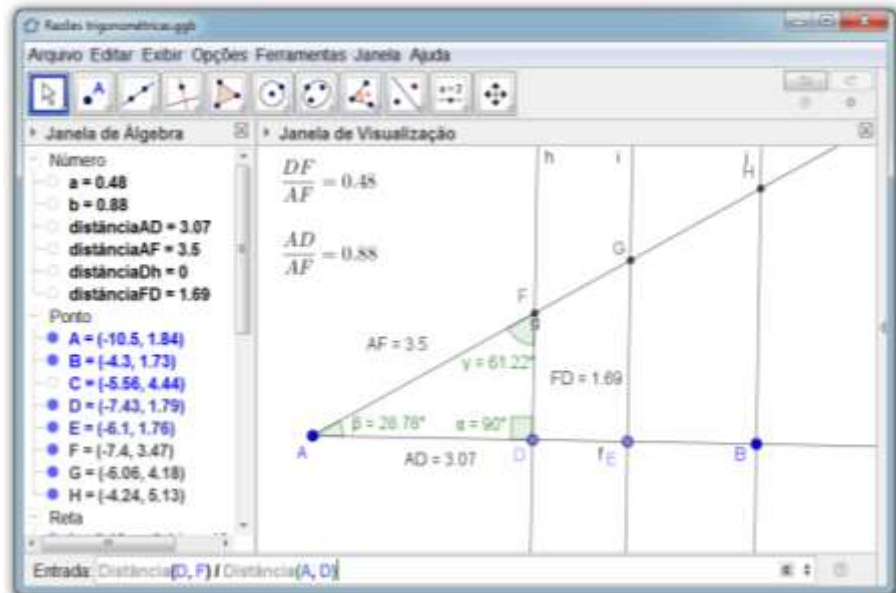 Razões trigonométricas.ggb
Arquivo Editar Exibir Opções Ferramentas Janela Ajuda
A
a=2
Janela de Álgebra
Número
a = 0.48
b = 0.88
distânciaAD = 3.07
distânciaAF = 3.5
distânciaDh = 0
distânciaFD = 1.69
Ponto
A = (-10.5, 1.84)
B = (-4.3, 1.73)
C = (-5.56, 4.44)
D = (-7.43, 1.79)
E = (-6.1, 1.76)
F = (-7.4, 3.47)
G = (-6.06, 4.18)
H = (-4.24, 5.13)
Reta
Janela de Visualização
DF
AF = 0.48
AD
AF = 0.88
h i j
H
G
F
g
AF = 3.5
γ = 61.22°
FD = 1.69
β = 28.78° α = 90°
A D f E B
AD = 3.07
Entrada: Distância(D, F) / Distância(A, D)